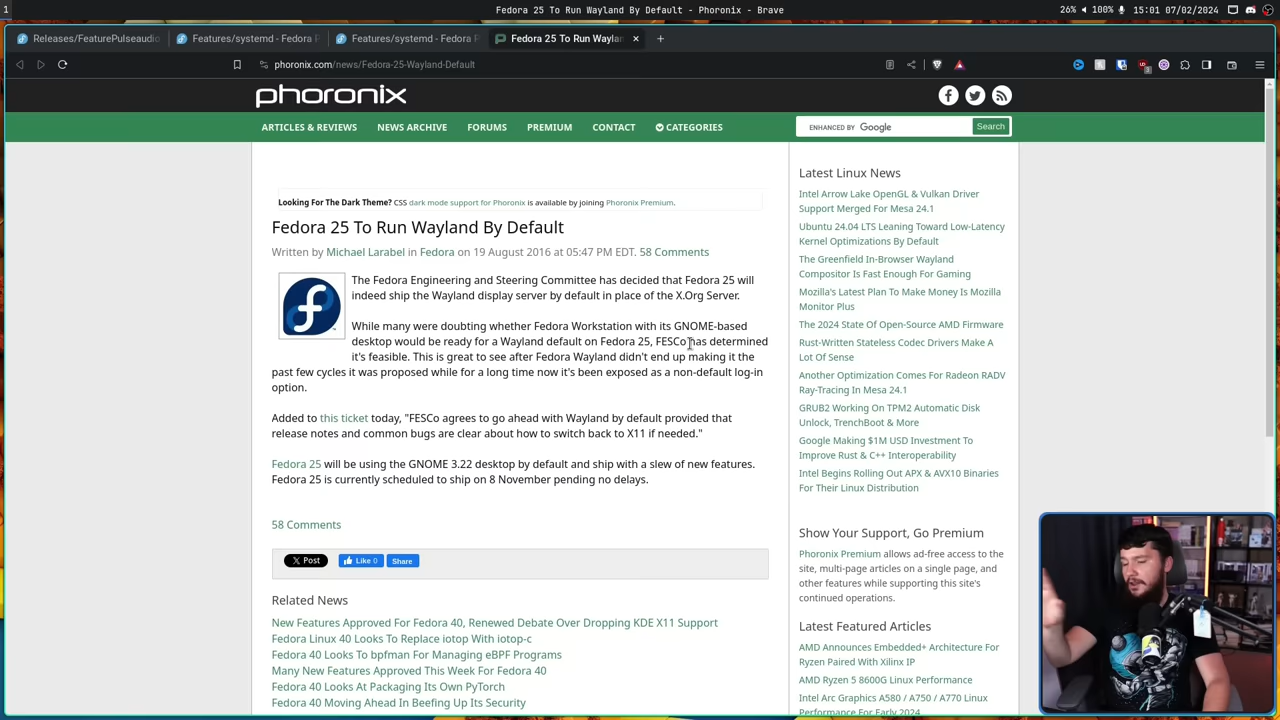 1
Fedora 25 To Run Wayland By Default - Phoronix - Brave
26%
100%
15:01 07/02/2024
Releases/FeaturePulseaudio
Features/systemd - Fedora P
Features/systemd - Fedora P
Fedora 25 To Run Waylan
phoronix.com/news/Fedora-25-Wayland-Default
phoronix
ARTICLES & REVIEWS
NEWS ARCHIVE
FORUMS
PREMIUM
CONTACT
CATEGORIES
ENHANCED BY Google
Search
Looking For The Dark Theme? CSS dark mode support for Phoronix is available by joining Phoronix Premium.
Fedora 25 To Run Wayland By Default
Written by Michael Larabel in Fedora on 19 August 2016 at 05:47 PM EDT. 58 Comments
The Fedora Engineering and Steering Committee has decided that Fedora 25 will
indeed ship the Wayland display server by default in place of the X.Org Server.
While many were doubting whether Fedora Workstation with its GNOME-based
desktop would be ready for a Wayland default on Fedora 25, FESCo has determined
it's feasible. This is great to see after Fedora Wayland didn't end up making it the
past few cycles it was proposed while for a long time now it's been exposed as a non-default log-in
option.
Added to this ticket today, "FESCo agrees to go ahead with Wayland by default provided that
release notes and common bugs are clear about how to switch back to X11 if needed."
Fedora 25 will be using the GNOME 3.22 desktop by default and ship with a slew of new features.
Fedora 25 is currently scheduled to ship on 8 November pending no delays.
58 Comments
Post
Like 0
Share
Related News
New Features Approved For Fedora 40, Renewed Debate Over Dropping KDE X11 Support
Fedora Linux 40 Looks To Replace iotop With iotop-c
Fedora 40 Looks To bpfman For Managing eBPF Programs
Many New Features Approved This Week For Fedora 40
Fedora 40 Looks At Packaging Its Own PyTorch
Fedora 40 Moving Ahead In Beefing Up Its Security
Latest Linux News
Intel Arrow Lake OpenGL & Vulkan Driver
Support Merged For Mesa 24.1
Ubuntu 24.04 LTS Leaning Toward Low-Latency
Kernel Optimizations By Default
The Greenfield In-Browser Wayland
Compositor Is Fast Enough For Gaming
Mozilla's Latest Plan To Make Money Is Mozilla
Monitor Plus
The 2024 State Of Open-Source AMD Firmware
Rust-Written Stateless Codec Drivers Make A
Lot Of Sense
Another Optimization Comes For Radeon RADV
Ray-Tracing In Mesa 24.1
GRUB2 Working On TPM2 Automatic Disk
Unlock, TrenchBoot & More
Google Making $1M USD Investment To
Improve Rust & C++ Interoperability
Intel Begins Rolling Out APX & AVX10 Binaries
For Their Linux Distribution
Show Your Support, Go Premium
Phoronix Premium allows ad-free access to the
site, multi-page articles on a single page, and
other features while supporting this site's
continued operations.
Latest Featured Articles
AMD Announces Embedded+ Architecture For
Ryzen Paired With Xilinx IP
AMD Ryzen 5 8600G Linux Performance
Intel Arc Graphics A580 / A750 / A770 Linux
Performance For Early 2024